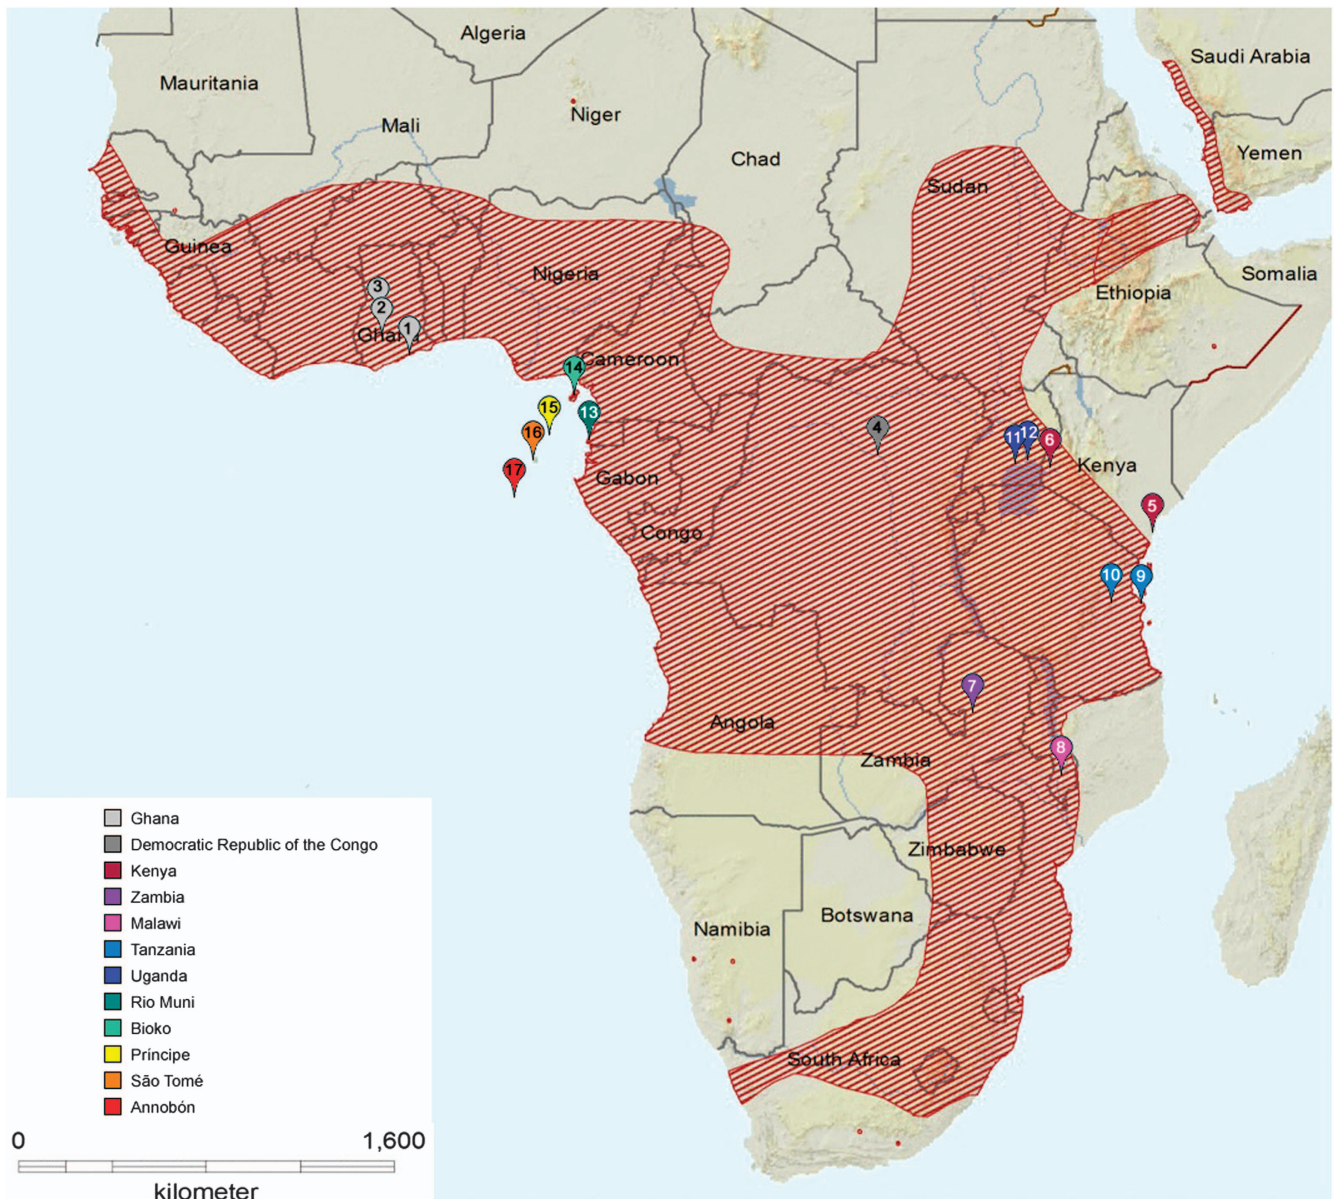 Algeria
Saudi Arabia
Mauritania
Niger
Mali
Yemen
Chad
Sudan
Guinea
Nigeria
Somalia
Ethiopia
3
2
1
Ghana
Cameroon
14
15
13
16
4
11
12
6
17
Gabon
Kenya
5
Congo
10
9
7
Angola
8
Zambia
Zimbabwe
Botswana
Namibia
South Africa
Ghana
Democratic Republic of the Congo
Kenya
Zambia
Malawi
Tanzania
Uganda
Rio Muni
Bioko
Príncipe
São Tomé
Annobón
0 1,600
kilometer